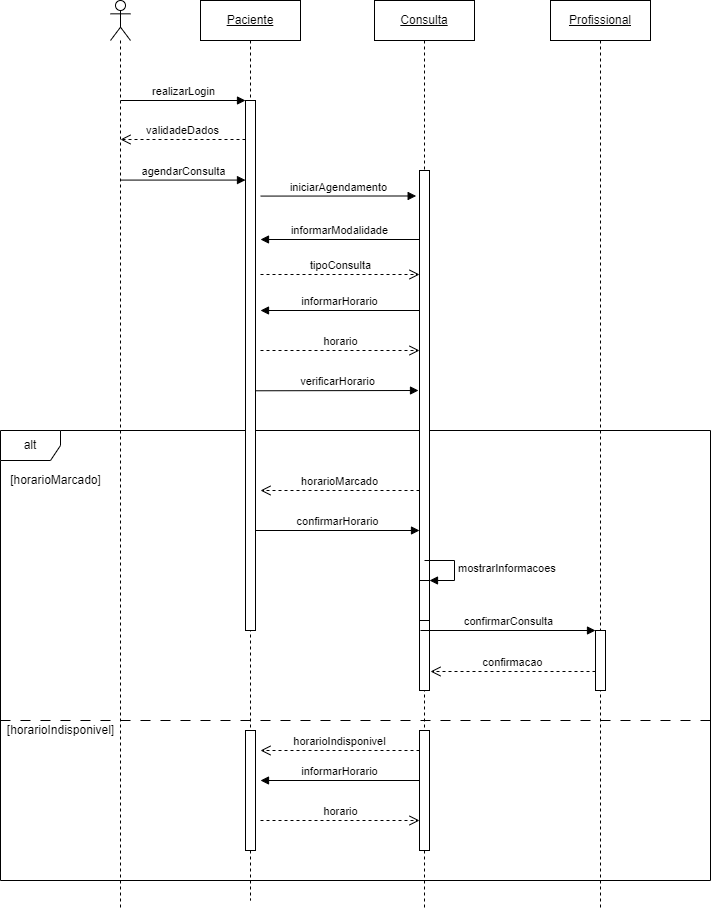 Paciente
Consulta
Profissional
realizarLogin
validadeDados
agendarConsulta
iniciarAgendamento
informarModalidade
tipoConsulta
informarHorario
horario
verificarHorario
alt
[horarioMarcado]
horarioMarcado
confirmarHorario
mostrarInformacoes
confirmarConsulta
confirmacao
[horarioIndisponivel]
horarioIndisponivel
informarHorario
horario